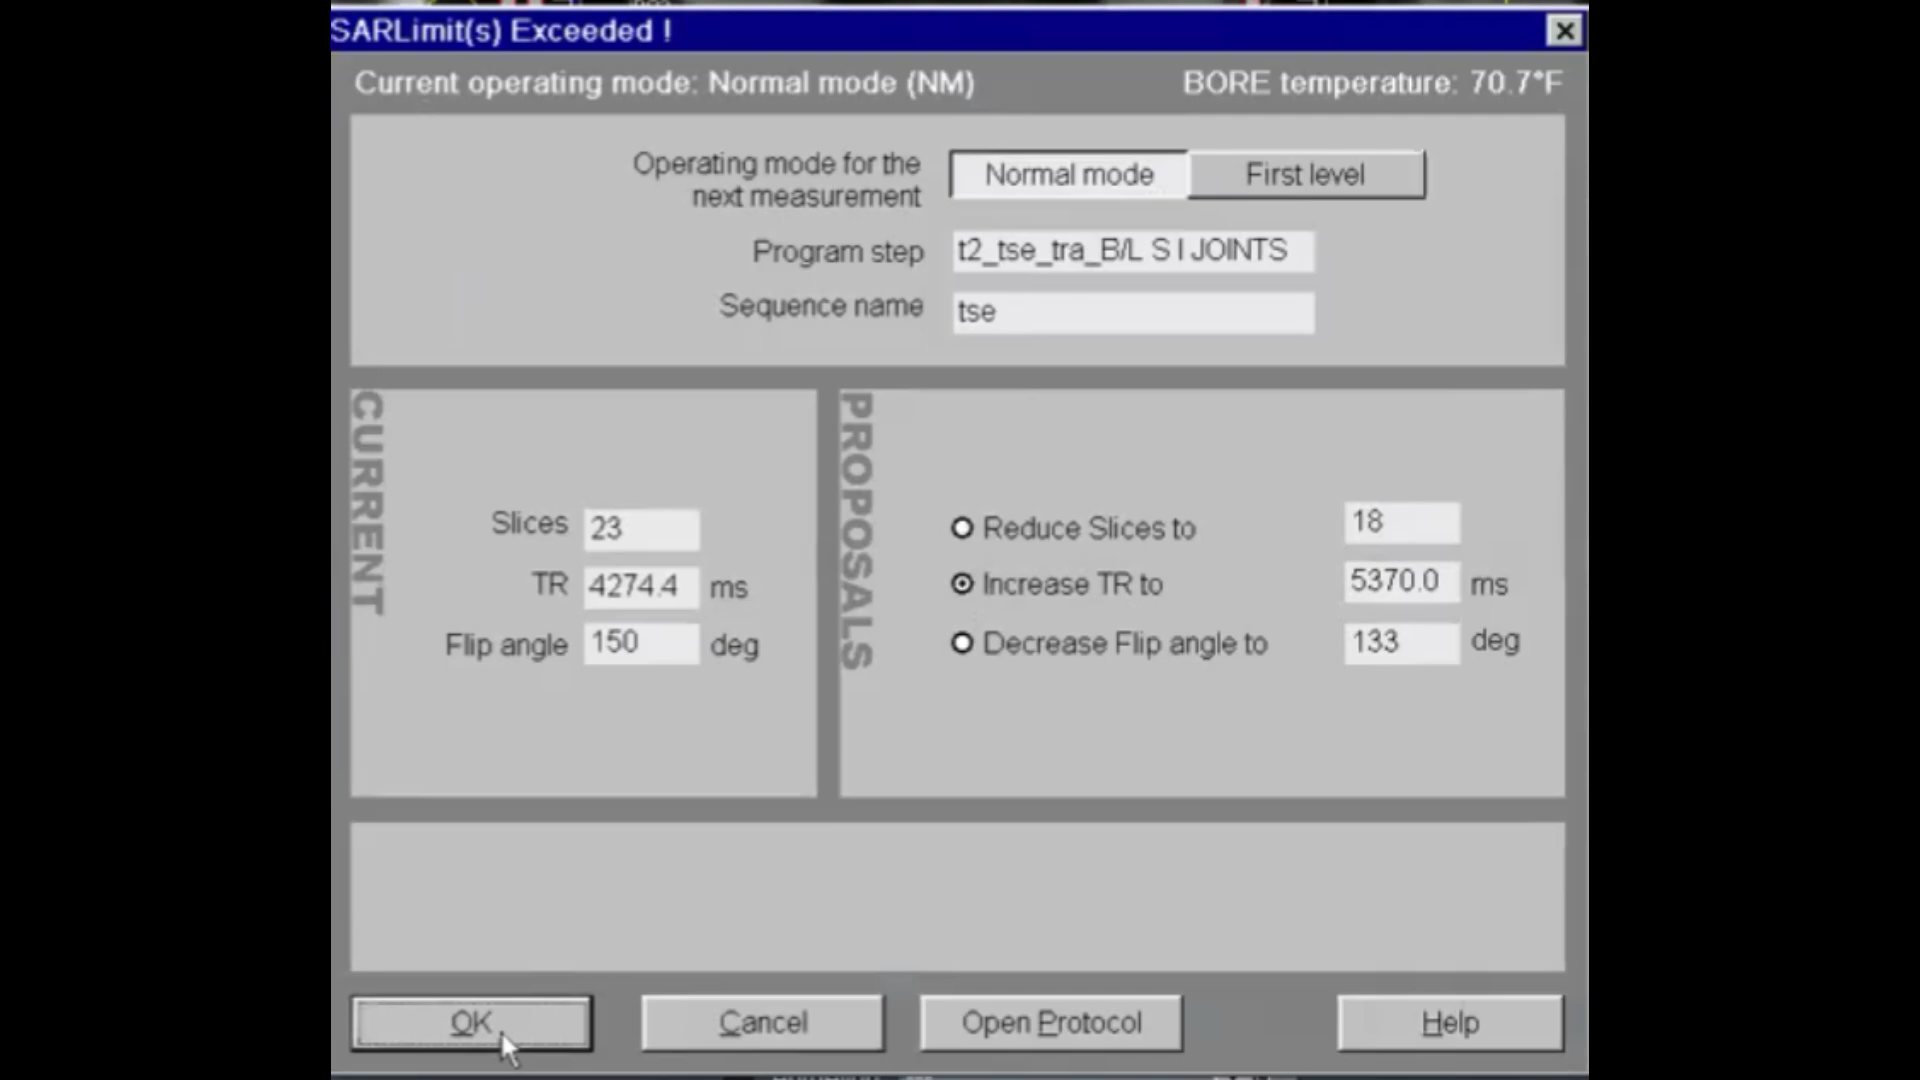 SARLimit(s) Exceeded !
Current operating mode: Normal mode (NM) BORE temperature: 70.7°F
Operating mode for the
next measurement
Normal mode First level
Program step t2_tse_tra_B/L S I JOINTS
Sequence name tse
CURRENT
Slices 23
TR 4274.4 ms
Flip angle 150 deg
PROPOSALS
Reduce Slices to 18
Increase TR to 5370.0 ms
Decrease Flip angle to 133 deg
OK Cancel Open Protocol Help